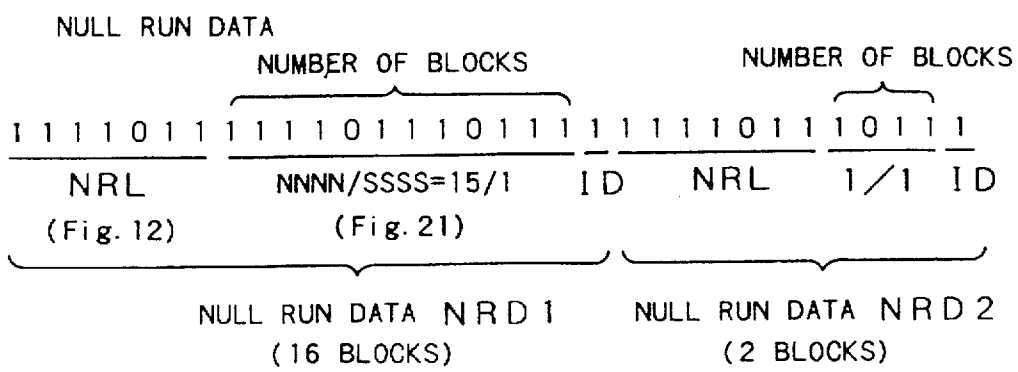 NULL RUN DATA
NUMBER OF BLOCKS NUMBER OF BLOCKS
1 1 1 1 0 1 1 1 1 1 1 0 1 1 1 0 1 1 1 1 1 1 1 1 0 1 1 1 0 1 1 1
NRL NNNN/SSSS=15/1 ID NRL 1/1 ID
(Fig. 12) (Fig. 21)
NULL RUN DATA NRD1 NULL RUN DATA NRD2
(16 BLOCKS) (2 BLOCKS)